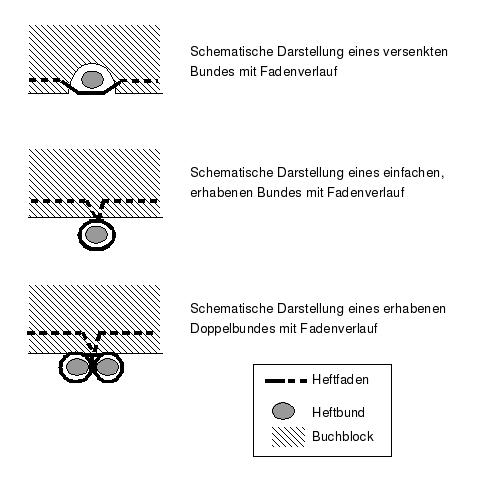 Schematische Darstellung eines versenkten
Bundes mit Fadenverlauf
Schematische Darstellung eines einfachen,
erhabenen Bundes mit Fadenverlauf
Schematische Darstellung eines erhabenen
Doppelbundes mit Fadenverlauf
Heftfaden
Heftbund
Buchblock